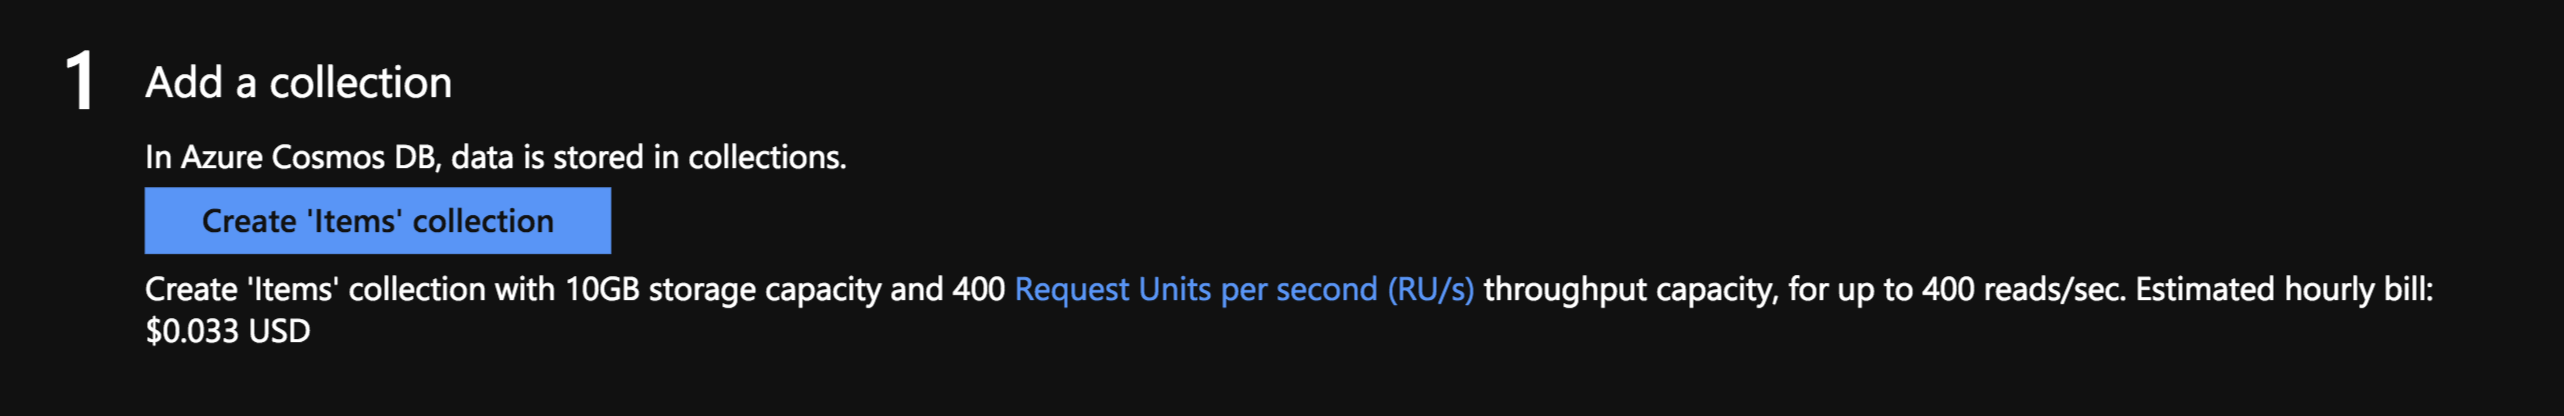 1 Add a collection
In Azure Cosmos DB, data is stored in collections.
Create 'Items' collection
Create 'Items' collection with 10GB storage capacity and 400 Request Units per second (RU/s) throughput capacity, for up to 400 reads/sec. Estimated hourly bill:
$0.033 USD